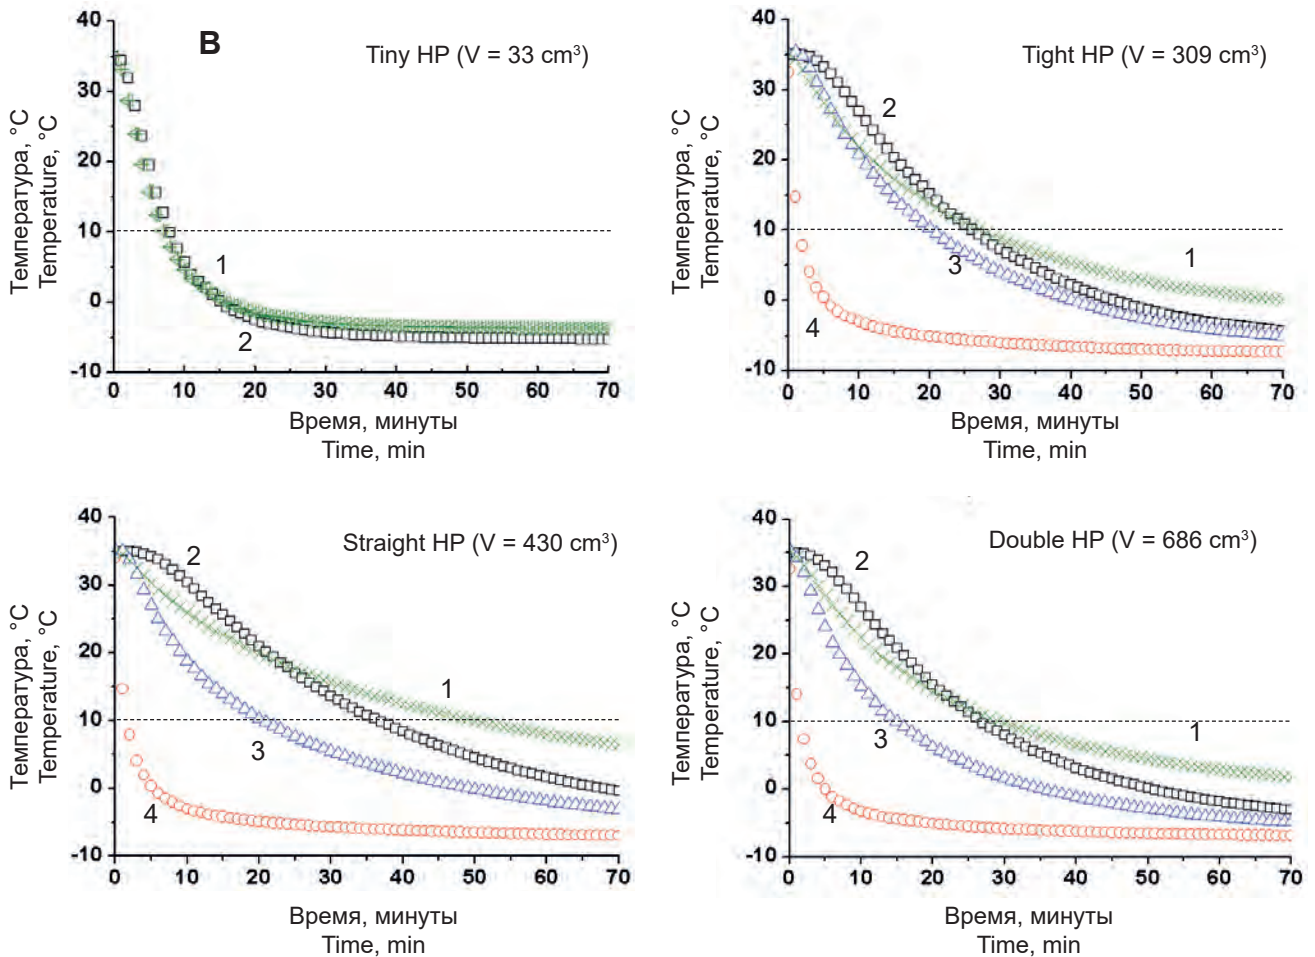 B
Tiny HP (V = 33 cm³)
Температура, °C
Temperature, °C
40
30
20
10
0
-10
1
2
0 10 20 30 40 50 60 70
Время, минуты
Time, min
Tight HP (V = 309 cm³)
Температура, °C
Temperature, °C
40
30
20
10
0
-10
2
1
3
4
0 10 20 30 40 50 60 70
Время, минуты
Time, min
Straight HP (V = 430 cm³)
Температура, °C
Temperature, °C
40
30
20
10
0
-10
2
1
3
4
0 10 20 30 40 50 60 70
Время, минуты
Time, min
Double HP (V = 686 cm³)
Температура, °C
Temperature, °C
40
30
20
10
0
-10
2
1
3
4
0 10 20 30 40 50 60 70
Время, минуты
Time, min